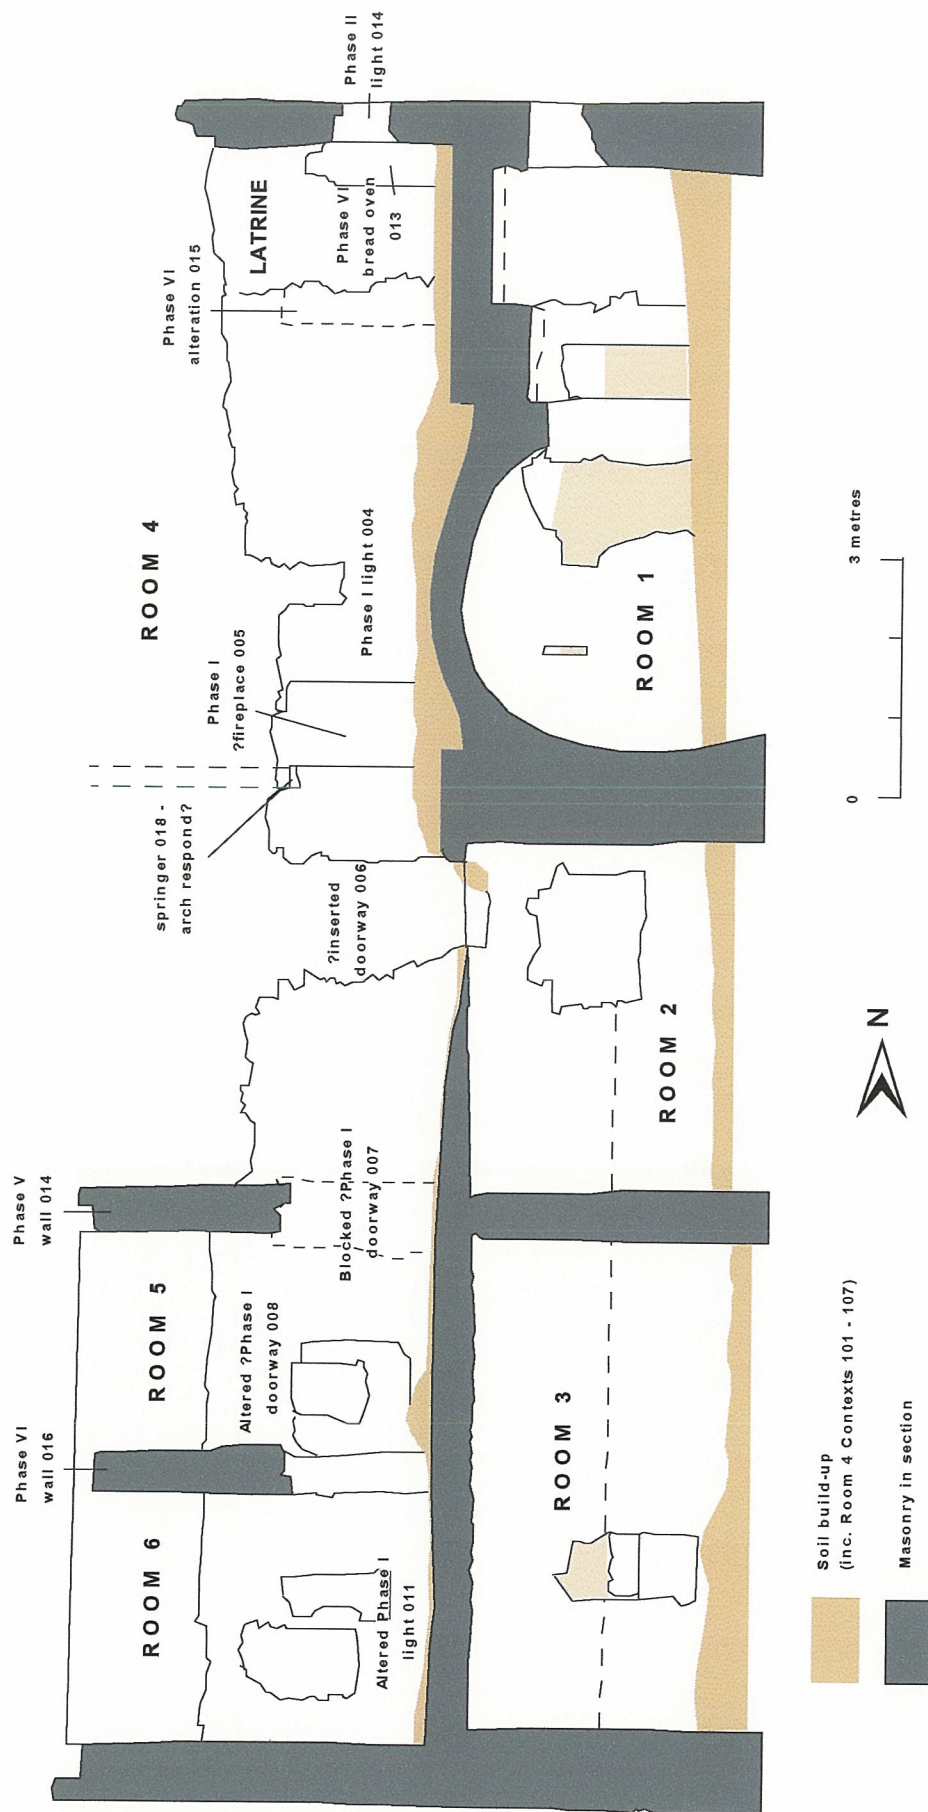 Phase VI
wall 016
Phase V
wall 014
springer 018 -
arch respond?
Phase I
?fireplace 005
Phase VI
alteration 015
Phase II
light 014
ROOM 6
ROOM 5
ROOM 4
LATRINE
Altered Phase I
light 011
Altered ?Phase I
doorway 008
Blocked ?Phase I
doorway 007
?inserted
doorway 006
Phase I light 004
Phase VI
bread oven
013
ROOM 3
ROOM 2
ROOM 1
Soil build-up
(inc. Room 4 Contexts 101 - 107)
Masonry in section
N
0
3 metres